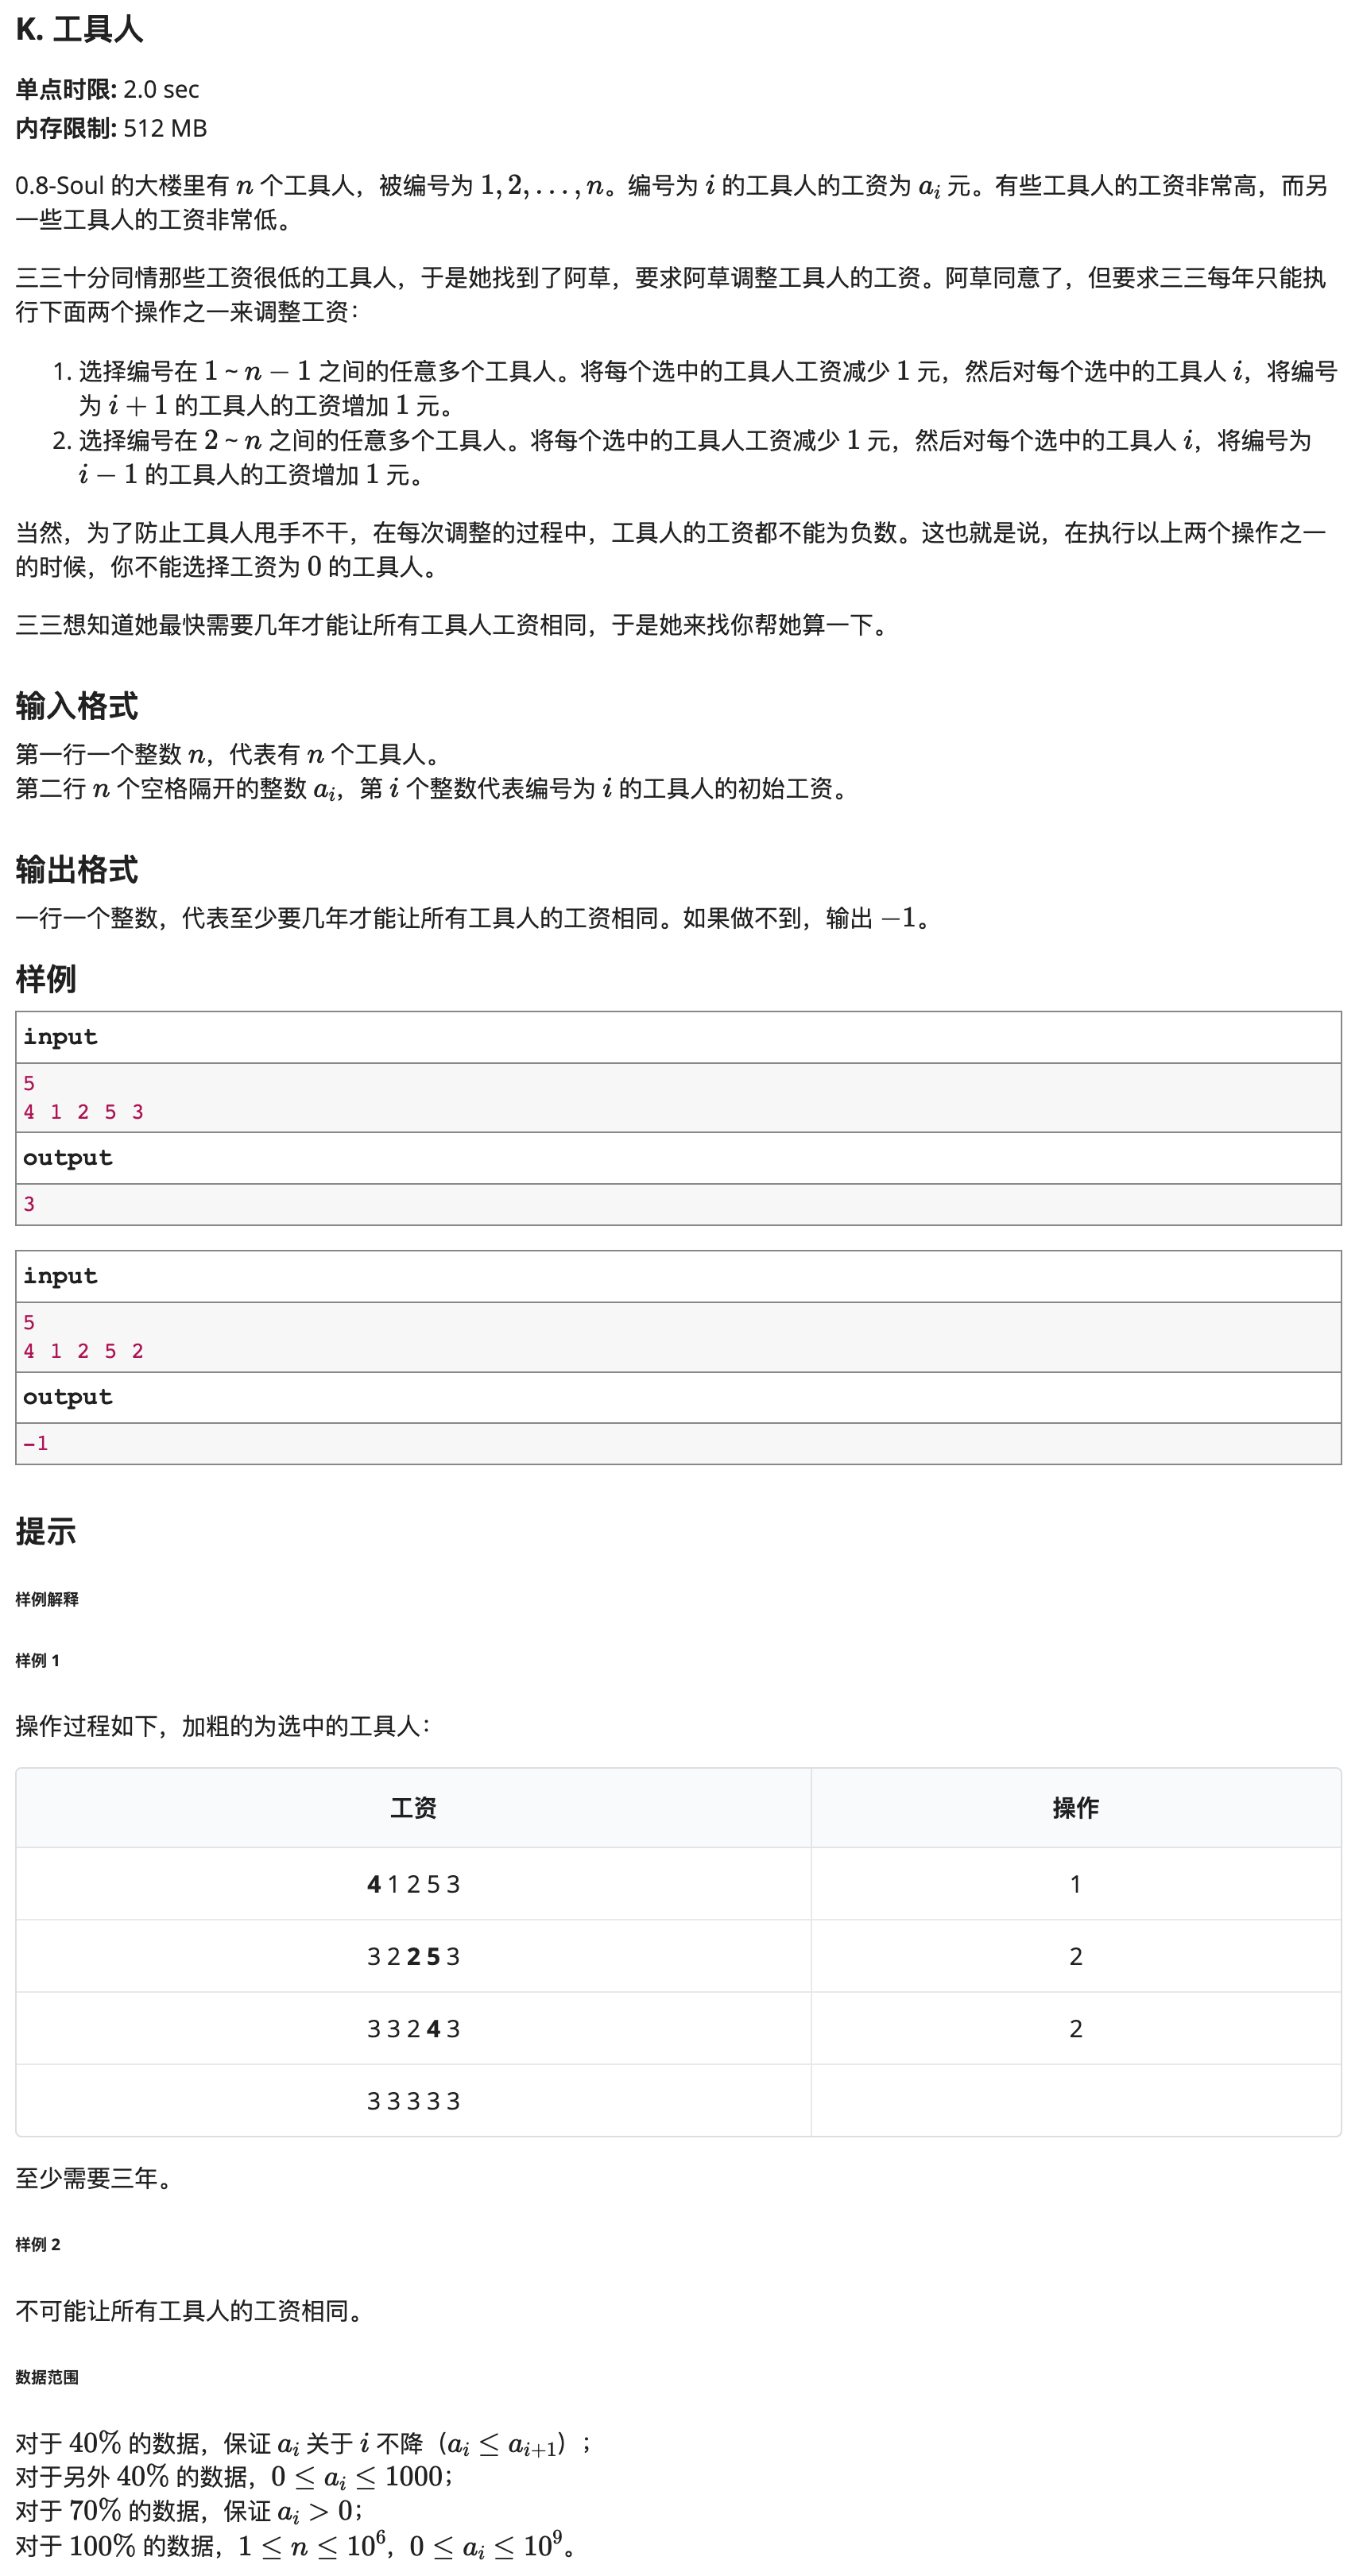 K. 工具人
单点时限: 2.0 sec
内存限制: 512 MB
0.8-Soul 的大楼里有 n 个工具人，被编号为 1, 2, . . . , n。编号为 i 的工具人的工资为 a_i 元。有些工具人的工资非常高，而另
一些工具人的工资非常低。
三三十分同情那些工资很低的工具人，于是她找到了阿草，要求阿草调整工具人的工资。阿草同意了，但要求三三每年只能执
行下面两个操作之一来调整工资：
1. 选择编号在 1 ~ n − 1 之间的任意多个工具人。将每个选中的工具人工资减少 1 元，然后对每个选中的工具人 i，将编号
为 i + 1 的工具人的工资增加 1 元。
2. 选择编号在 2 ~ n 之间的任意多个工具人。将每个选中的工具人工资减少 1 元，然后对每个选中的工具人 i，将编号为
i − 1 的工具人的工资增加 1 元。
当然，为了防止工具人甩手不干，在每次调整的过程中，工具人的工资都不能为负数。这也就是说，在执行以上两个操作之一
的时候，你不能选择工资为 0 的工具人。
三三想知道她最快需要几年才能让所有工具人工资相同，于是她来找你帮她算一下。
输入格式
第一行一个整数 n，代表有 n 个工具人。
第二行 n 个空格隔开的整数 a_i，第 i 个整数代表编号为 i 的工具人的初始工资。
输出格式
一行一个整数，代表至少要几年才能让所有工具人的工资相同。如果做不到，输出 −1。
样例
input
5
4 1 2 5 3
output
3
input
5
4 1 2 5 2
output
-1
提示
样例解释
样例 1
操作过程如下，加粗的为选中的工具人：
工资 操作
4 1 2 5 3 1
3 2 2 5 3 2
3 3 2 4 3 2
3 3 3 3 3
至少需要三年。
样例 2
不可能让所有工具人的工资相同。
数据范围
对于 40% 的数据，保证 a_i 关于 i 不降（a_i ≤ a_{i+1}）；
对于另外 40% 的数据，0 ≤ a_i ≤ 1000；
对于 70% 的数据，保证 a_i > 0；
对于 100% 的数据，1 ≤ n ≤ 10^6，0 ≤ a_i ≤ 10^9。